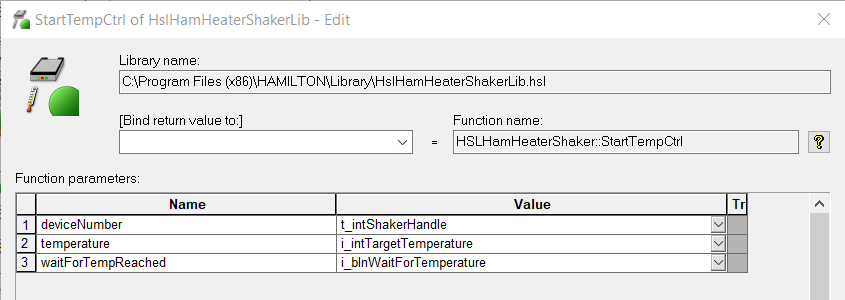 StartTempCtrl of HslHamHeaterShakerLib - Edit
Library name:
C:\Program Files (x86)\HAMILTON\Library\HslHamHeaterShakerLib.hsl
[Bind return value to:] Function name:
= HSLHamHeaterShaker::StartTempCtrl ?
Function parameters:
Name Value Tr
1 deviceNumber t_intShakerHandle
2 temperature i_intTargetTemperature
3 waitForTempReached i_blnWaitForTemperature